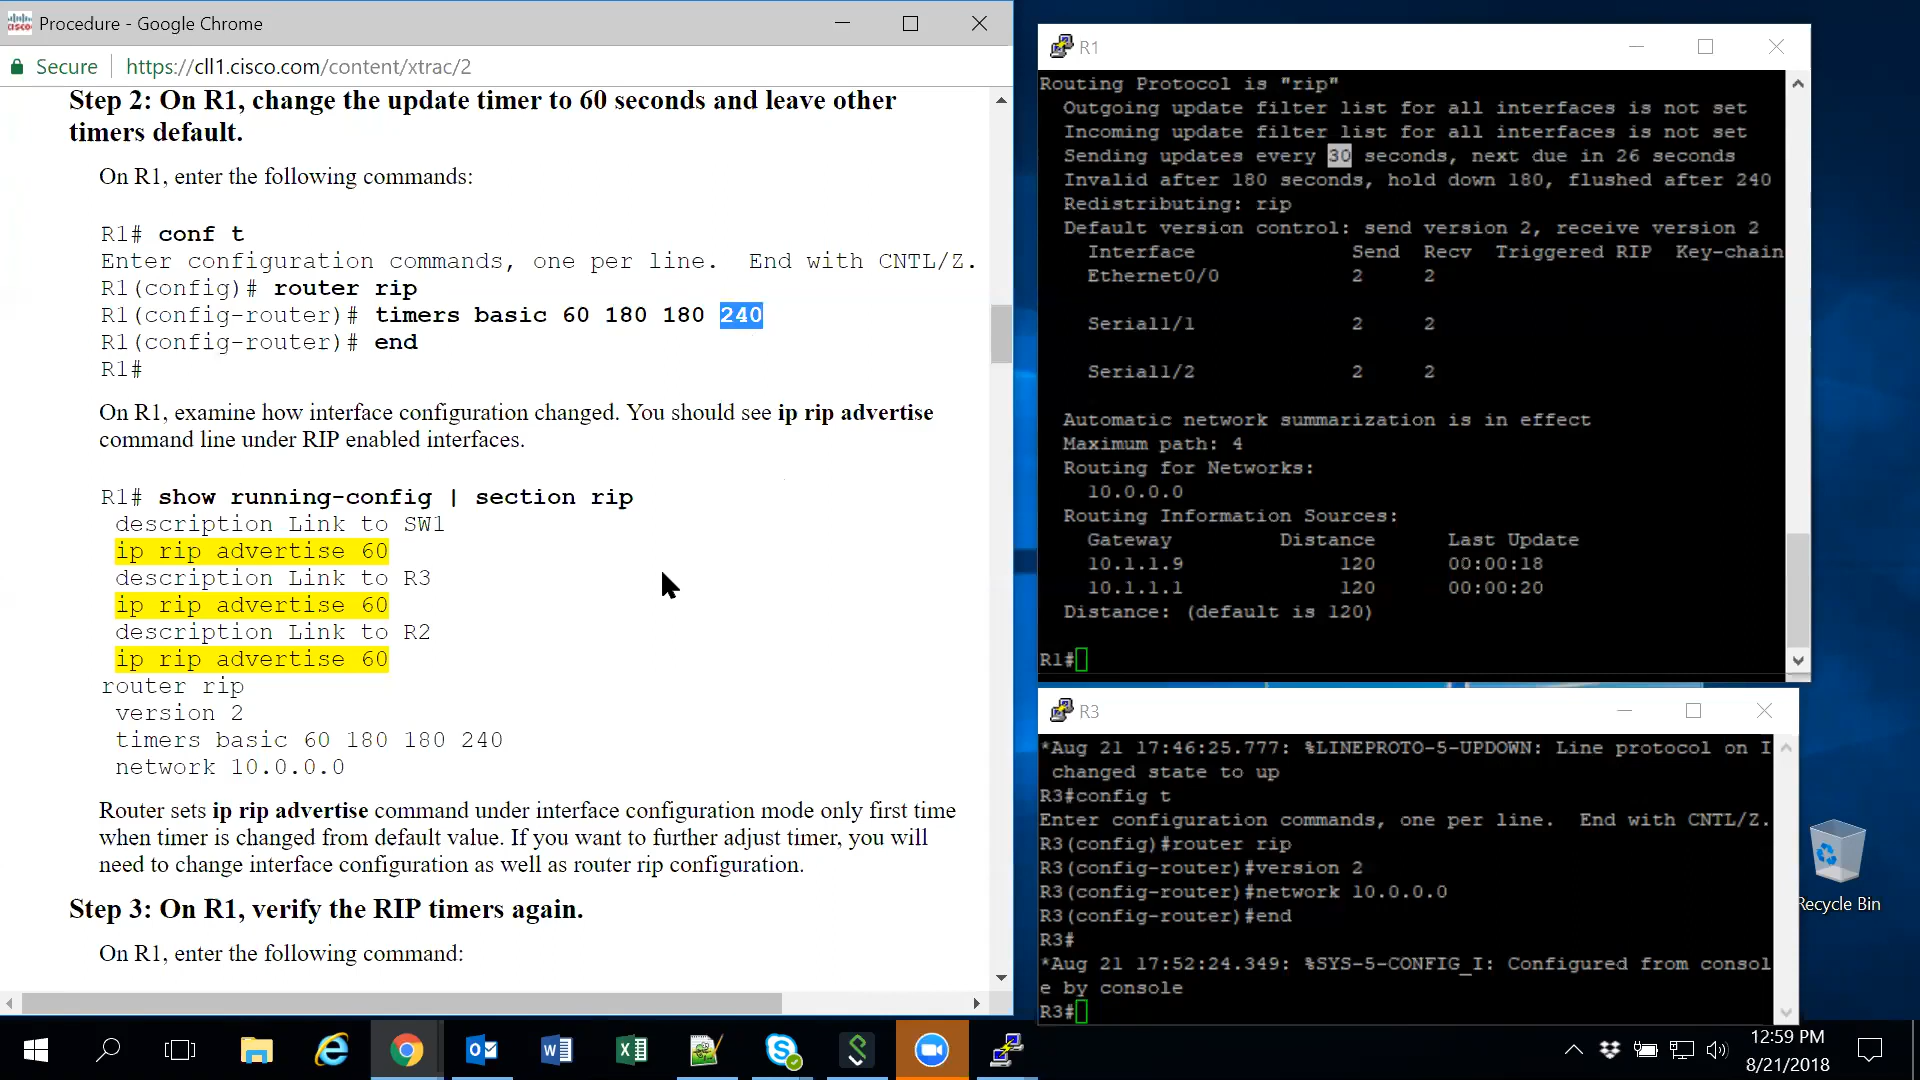 Procedure - Google Chrome
Secure
https://cll1.cisco.com/content/xtrac/2
Step 2: On R1, change the update timer to 60 seconds and leave other
timers default.
On R1, enter the following commands:
R1# conf t
Enter configuration commands, one per line.  End with CNTL/Z.
R1(config)# router rip
R1(config-router)# timers basic 60 180 180 240
R1(config-router)# end
R1#
On R1, examine how interface configuration changed. You should see ip rip advertise
command line under RIP enabled interfaces.
R1# show running-config | section rip
description Link to SW1
ip rip advertise 60
description Link to R3
ip rip advertise 60
description Link to R2
ip rip advertise 60
router rip
version 2
timers basic 60 180 180 240
network 10.0.0.0
Router sets ip rip advertise command under interface configuration mode only first time
when timer is changed from default value. If you want to further adjust timer, you will
need to change interface configuration as well as router rip configuration.
Step 3: On R1, verify the RIP timers again.
On R1, enter the following command:
R1
Routing Protocol is "rip"
Outgoing update filter list for all interfaces is not set
Incoming update filter list for all interfaces is not set
Sending updates every 30 seconds, next due in 26 seconds
Invalid after 180 seconds, hold down 180, flushed after 240
Redistributing: rip
Default version control: send version 2, receive version 2
Interface Send Recv Triggered RIP Key-chain
Ethernet0/0 2 2
Serial1/1 2 2
Serial1/2 2 2
Automatic network summarization is in effect
Maximum path: 4
Routing for Networks:
10.0.0.0
Routing Information Sources:
Gateway Distance Last Update
10.1.1.9 120 00:00:18
10.1.1.1 120 00:00:20
Distance: (default is 120)
R1#
R3
*Aug 21 17:46:25.777: %LINEPROTO-5-UPDOWN: Line protocol on I
changed state to up
R3#config t
Enter configuration commands, one per line.  End with CNTL/Z.
R3(config)#router rip
R3(config-router)#version 2
R3(config-router)#network 10.0.0.0
R3(config-router)#end
R3#
*Aug 21 17:52:24.349: %SYS-5-CONFIG_I: Configured from consol
e by console
R3#
Recycle Bin
12:59 PM
8/21/2018